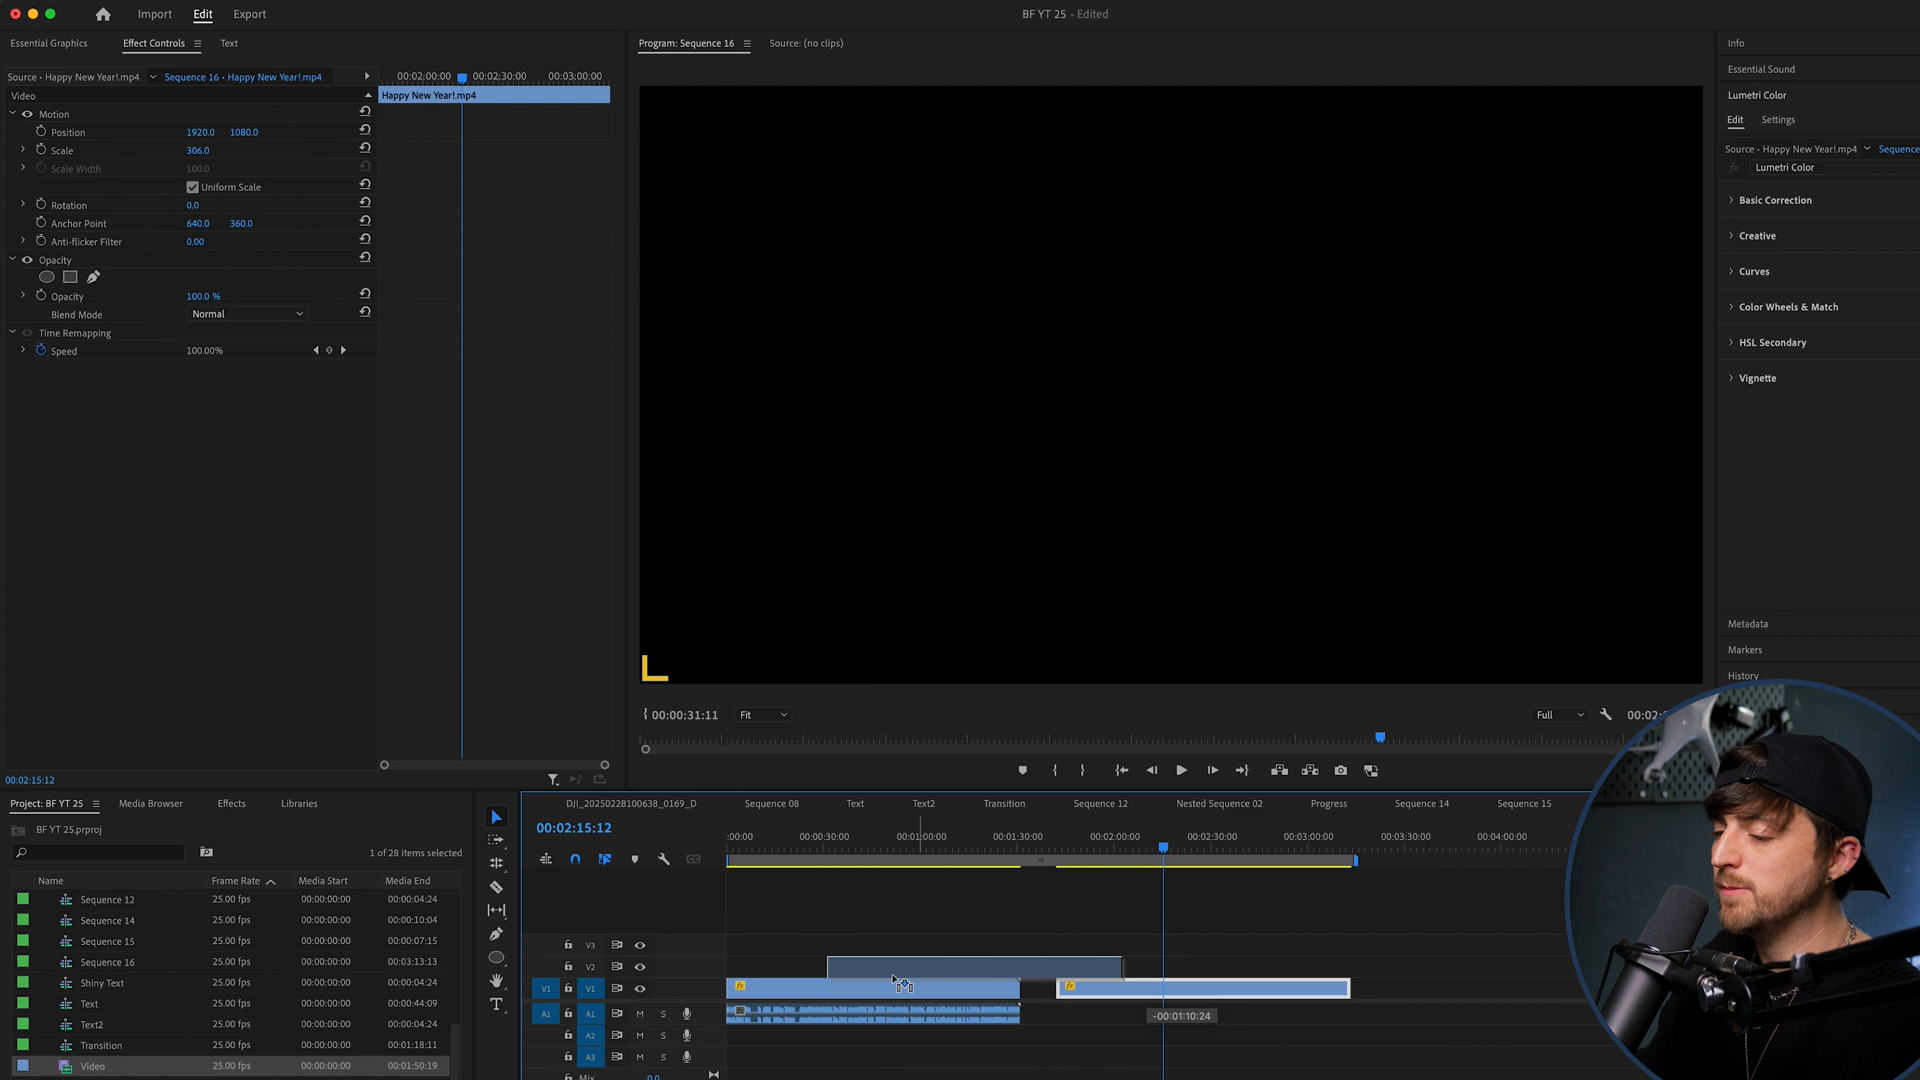 Import Edit Export
BF YT 25 - Edited
Essential Graphics Effect Controls Text
Program: Sequence 16 Source: (no clips)
Info
Essential Sound
Lumetri Color
Edit Settings
Source • Happy New Year!.mp4 Sequence 16 • Happy New Year!.mp4
00:02:00:00 00:02:30:00 00:03:00:00
Video
Happy New Year!.mp4
Motion
Position 1920.0 1080.0
Scale 306.0
Scale Width 100.0
Uniform Scale
Rotation 0.0
Anchor Point 640.0 360.0
Anti-flicker Filter 0.00
Opacity
Opacity 100.0 %
Blend Mode Normal
Time Remapping
Speed 100.00%
00:02:15:12
Source • Happy New Year!.mp4 Sequence
fx Lumetri Color
Basic Correction
Creative
Curves
Color Wheels & Match
HSL Secondary
Vignette
Metadata
Markers
History
00:00:31:11 Fit Full 00:02:
Project: BF YT 25 Media Browser Effects Libraries
BF YT 25.prproj
1 of 28 items selected
Name Frame Rate Media Start Media End
Sequence 12 25.00 fps 00:00:00:00 00:00:04:24
Sequence 14 25.00 fps 00:00:00:00 00:00:10:04
Sequence 15 25.00 fps 00:00:00:00 00:00:07:15
Sequence 16 25.00 fps 00:00:00:00 00:03:13:13
Shiny Text 25.00 fps 00:00:00:00 00:00:02:24
Text 25.00 fps 00:00:00:00 00:00:44:09
Text2 25.00 fps 00:00:00:00 00:00:04:24
Transition 25.00 fps 00:00:00:00 00:01:18:11
Video 25.00 fps 00:00:00:00 00:01:50:19
DJI_20250228100638_0169_D Sequence 08 Text Text2 Transition Sequence 12 Nested Sequence 02 Progress Sequence 14 Sequence 15
00:02:15:12
:00:00 00:00:30:00 00:01:00:00 00:01:30:00 00:02:00:00 00:02:30:00 00:03:00:00 00:03:30:00 00:04:00:00
V3
V2
V1 V1 fx fx
A1 A1 M S fx
-00:01:10:24
A2 M S
A3 M S
Mix 0.0